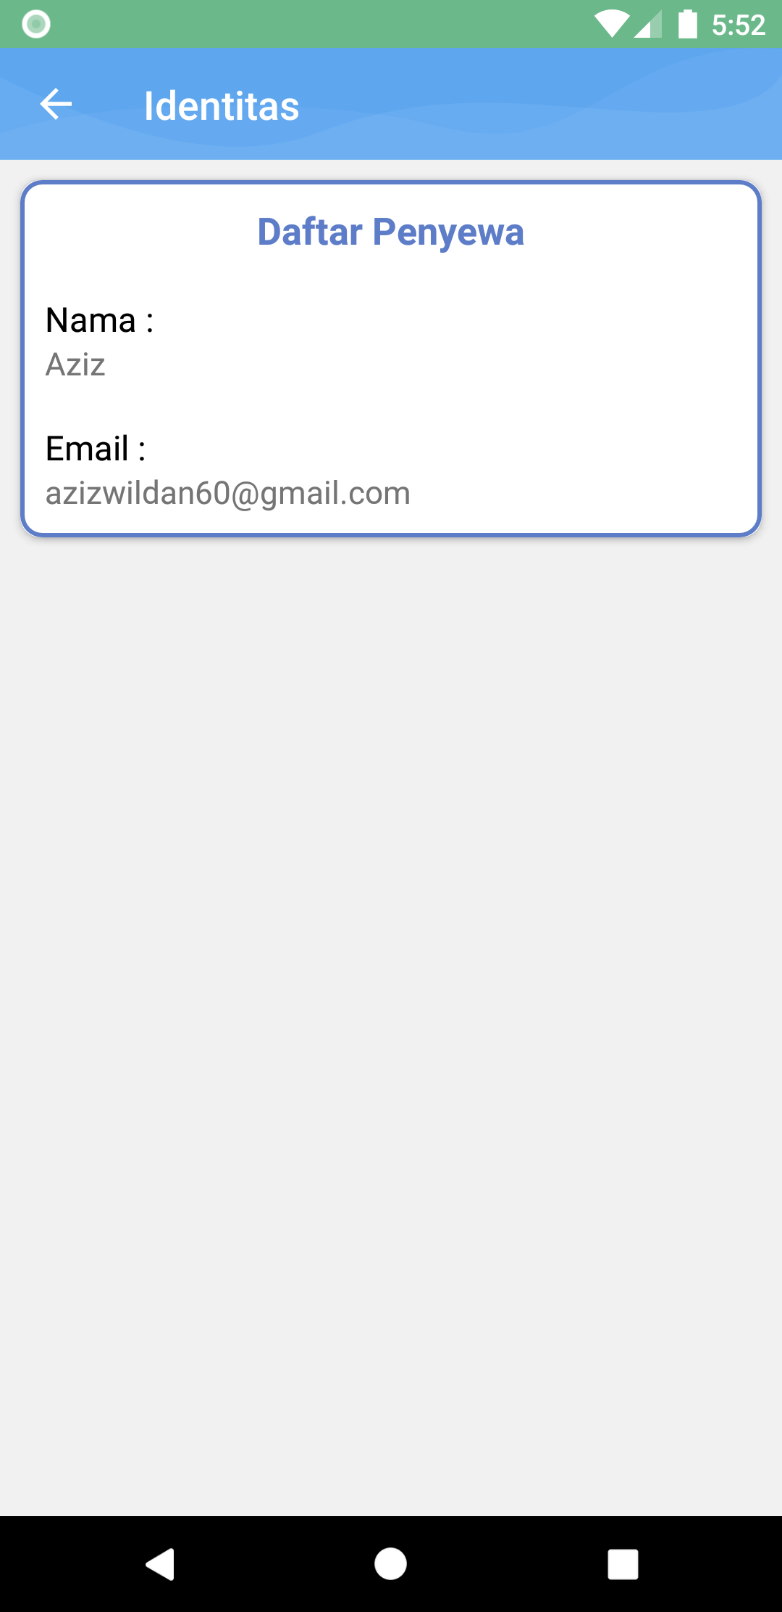 5:52
Identitas
Daftar Penyewa
Nama :
Aziz
Email :
azizwildan60@gmail.com